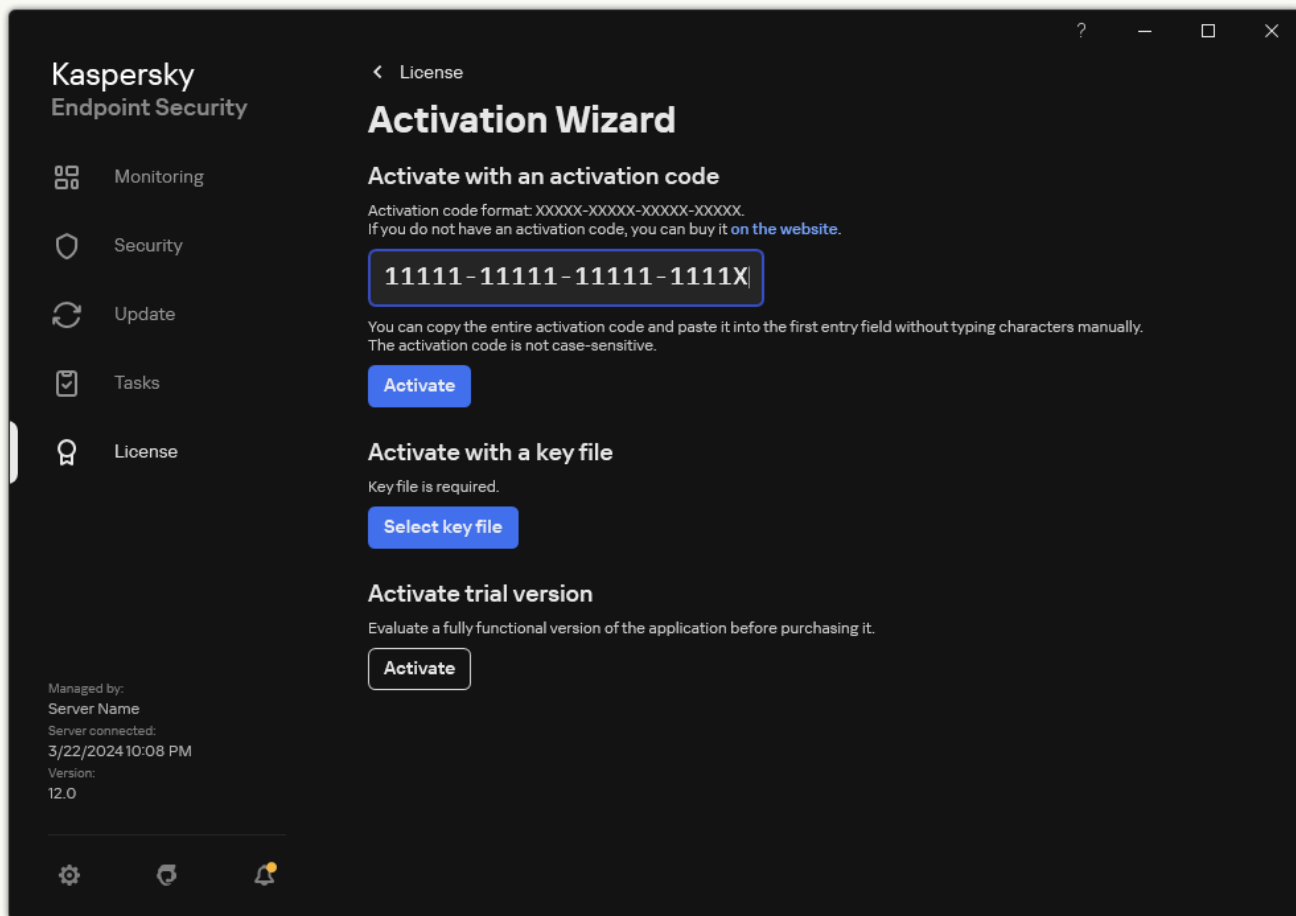 ?
Kaspersky
Endpoint Security
Monitoring
Security
Update
Tasks
License
Managed by:
Server Name
Server connected:
3/22/2024 10:08 PM
Version:
12.0
License
Activation Wizard
Activate with an activation code
Activation code format: XXXXX-XXXXX-XXXXX-XXXXX.
If you do not have an activation code, you can buy it on the website.
11111-11111-11111-1111X
You can copy the entire activation code and paste it into the first entry field without typing characters manually.
The activation code is not case-sensitive.
Activate
Activate with a key file
Key file is required.
Select key file
Activate trial version
Evaluate a fully functional version of the application before purchasing it.
Activate